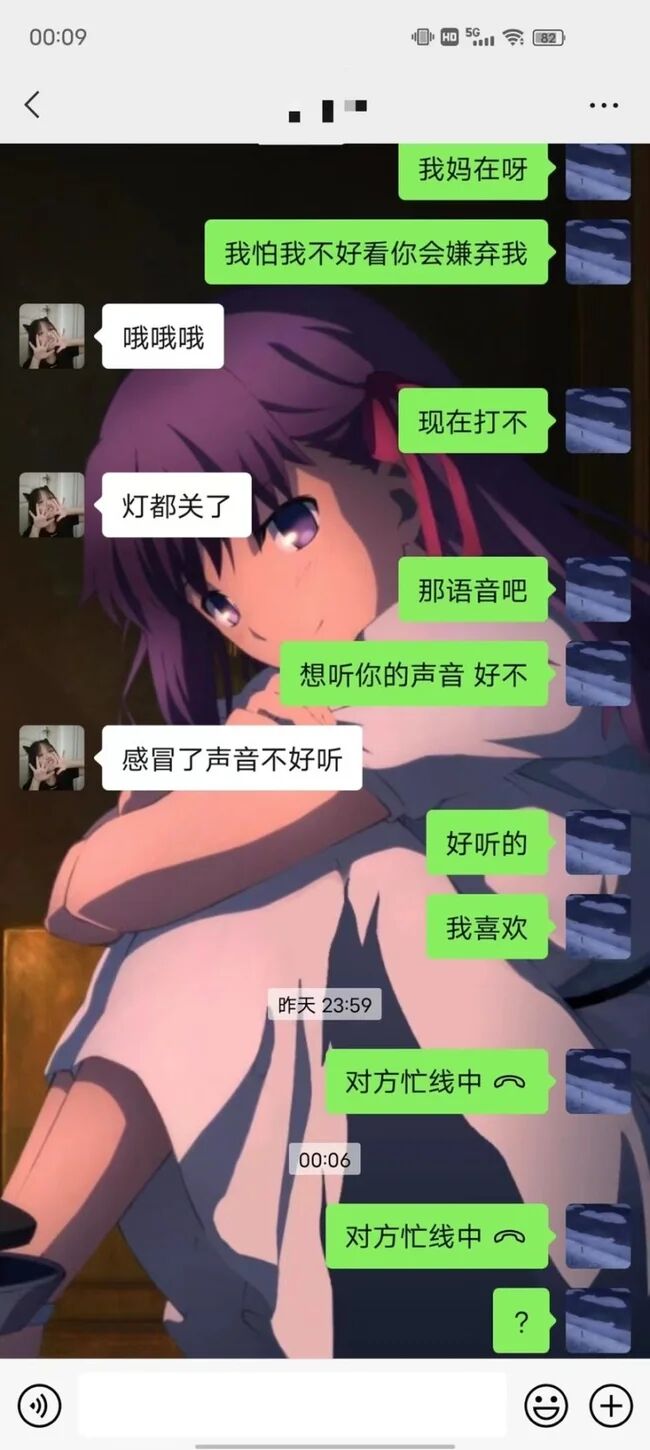 00:09
HD 5G 82
我妈在呀
我怕我不好看你会嫌弃我
哦哦哦
现在打不
灯都关了
那语音吧
想听你的声音 好不
感冒了声音不好听
好听的
我喜欢
昨天 23:59
对方忙线中
00:06
对方忙线中
?